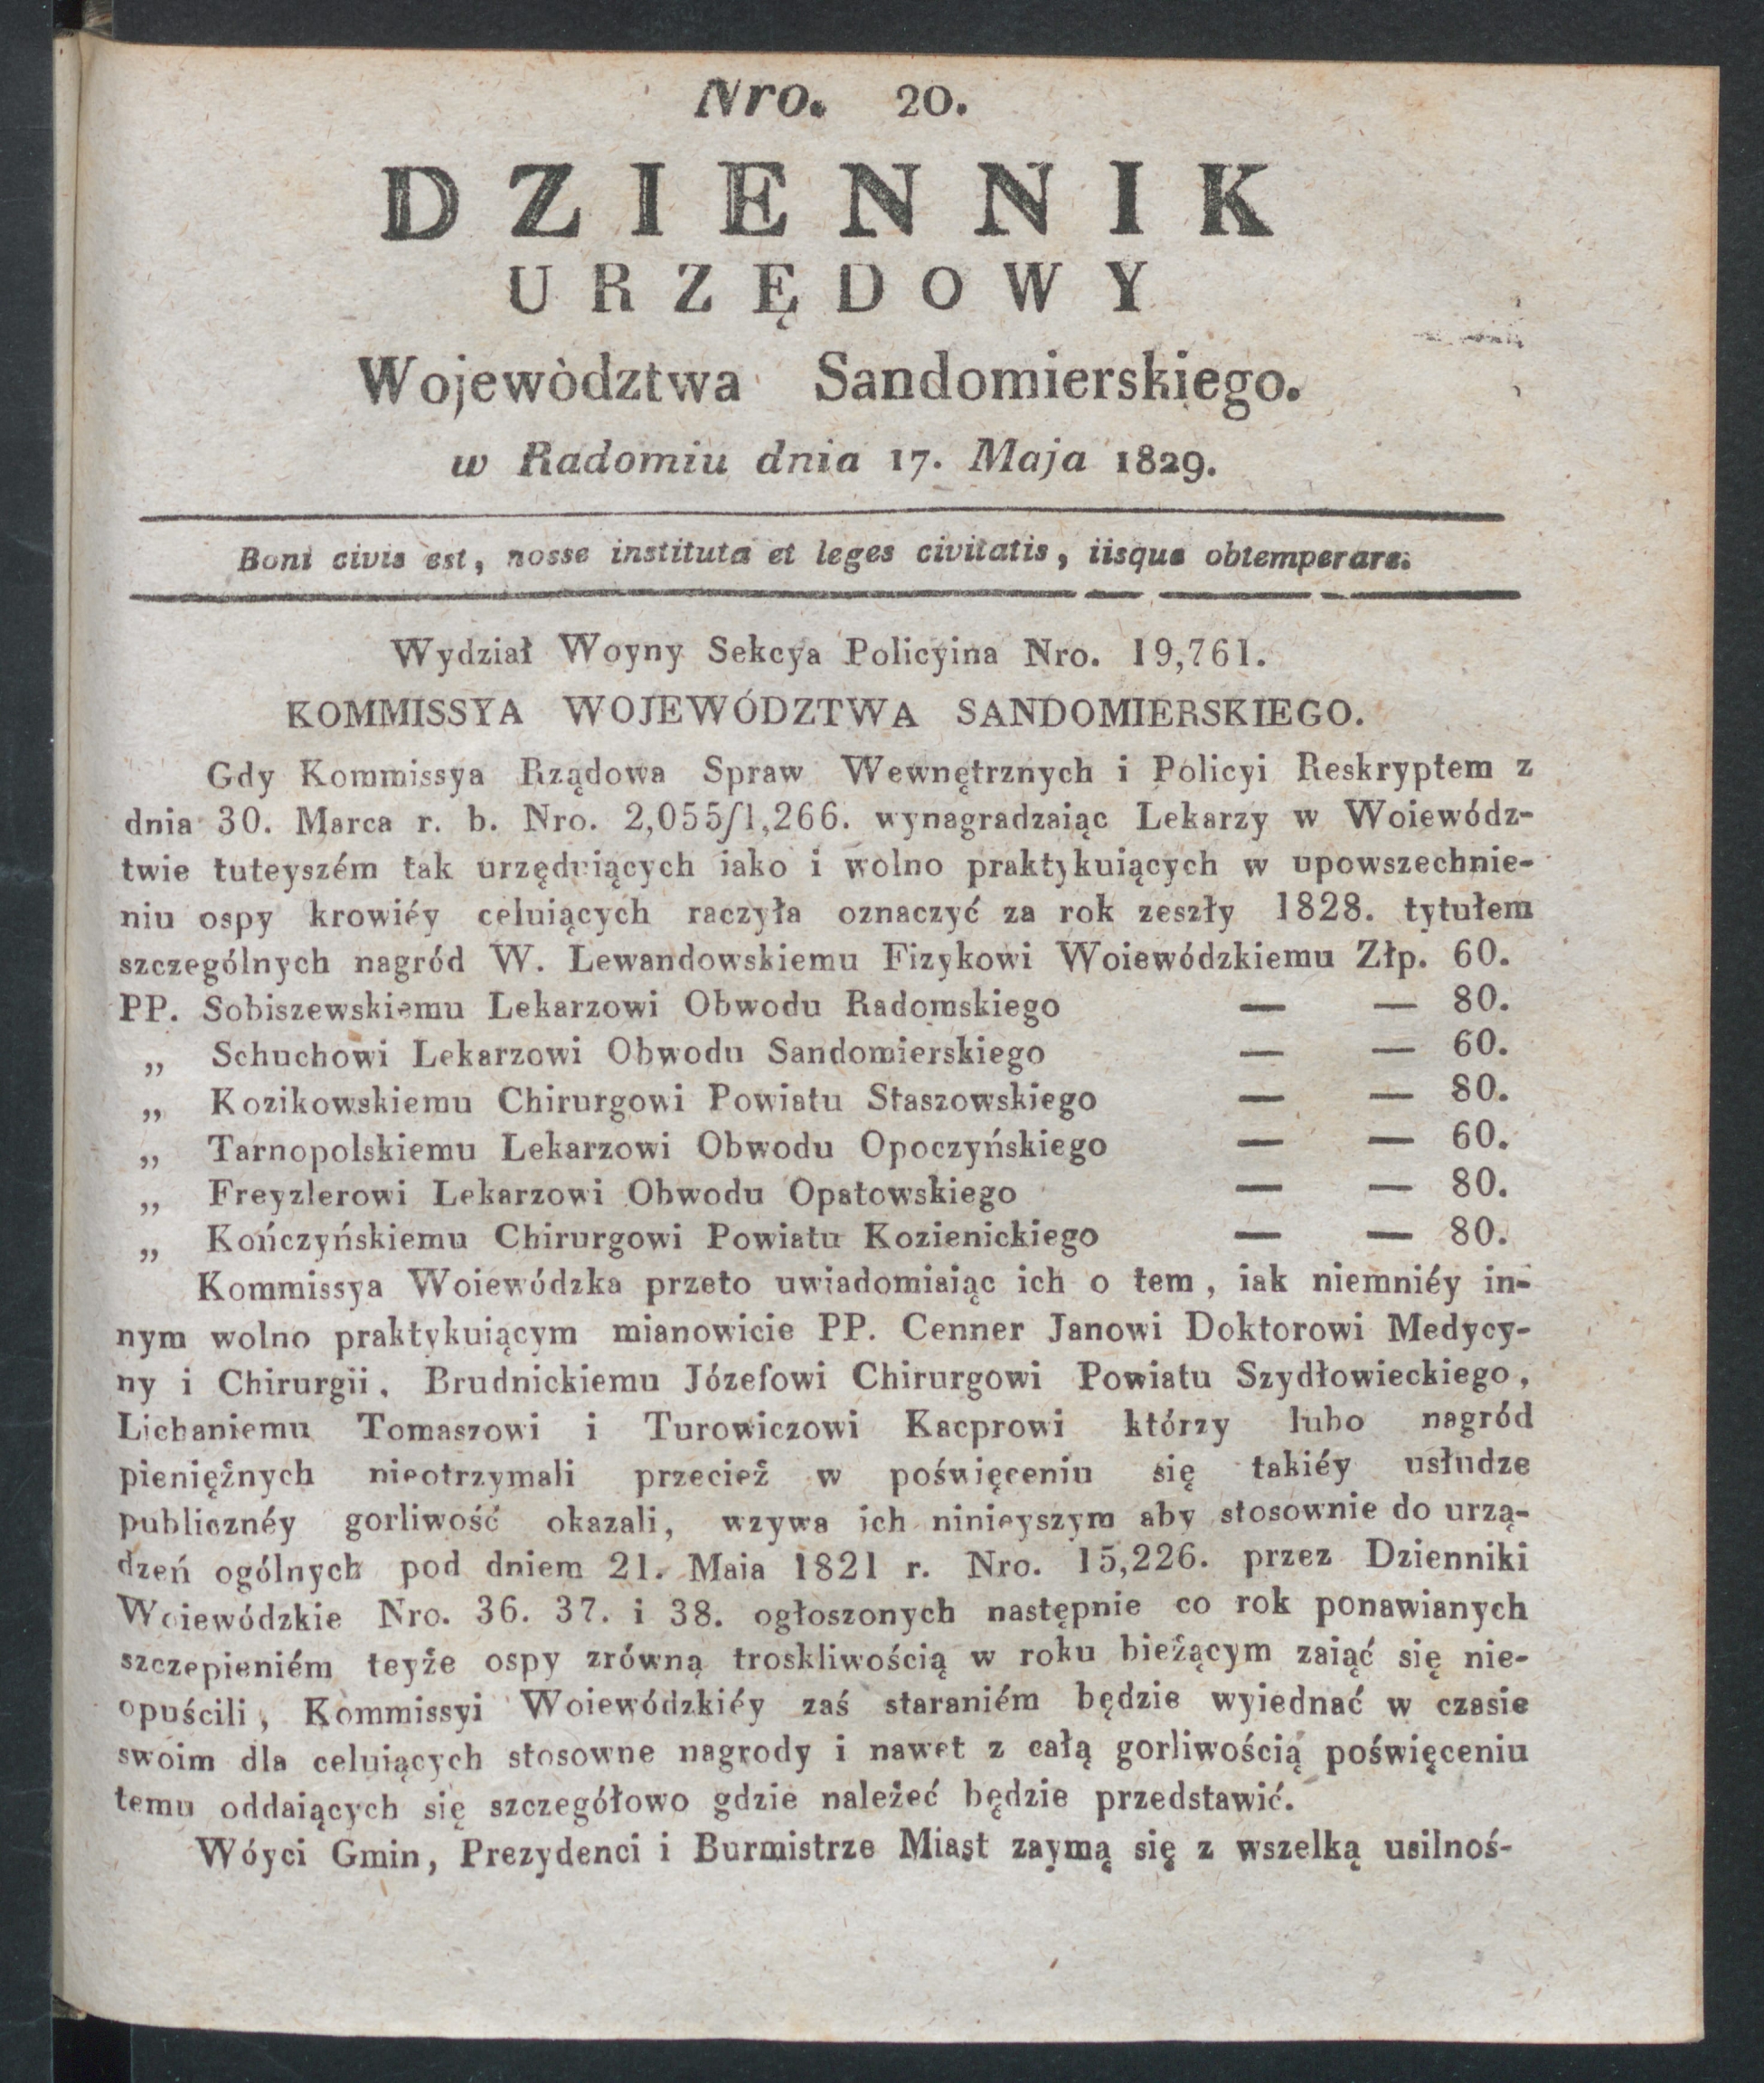 Nro. 20.
DZIENNIK
URZĘDOWY
Wojewòdztwa Sandomierskiego.
w Radomiu dnia 17. Maja 1829.
Boni civis est, nosse instituta et leges civitatis, iisque obtemperare.
Wydział Woyny Sekcya Policyina Nro. 19,761.
KOMMISSYA WOJEWÓDZTWA SANDOMIERSKIEGO.
Gdy Kommissya Rządowa Spraw Wewnętrznych i Policyi Reskryptem z
dnia 30. Marca r. b. Nro. 2,055/1,266. wynagradzaiąc Lekarzy w Woiewódz-
twie tuteyszém tak urzęduiących iako i wolno praktykuiących w upowszechnie-
niu ospy krowiéy celuiących raczyła oznaczyć za rok zeszły 1828. tytułem
szczególnych nagród W. Lewandowskiemu Fizykowi Woiewódzkiemu Złp. 60.
PP. Sobiszewskiemu Lekarzowi Obwodu Radomskiego — — 80.
„ Schuchowi Lekarzowi Obwodu Sandomierskiego — — 60.
„ Kozikowskiemu Chirurgowi Powiatu Staszowskiego — — 80.
„ Tarnopolskiemu Lekarzowi Obwodu Opoczyńskiego — — 60.
„ Freyzlerowi Lekarzowi Obwodu Opatowskiego — — 80.
„ Kończyńskiemu Chirurgowi Powiatu Kozienickiego — — 80.
Kommissya Woiewódzka przeto uwiadomiaiąc ich o tem, iak niemniéy in-
nym wolno praktykuiącym mianowicie PP. Cenner Janowi Doktorowi Medycy-
ny i Chirurgii, Brudnickiemu Józefowi Chirurgowi Powiatu Szydłowieckiego,
Lichaniemu Tomaszowi i Turowiczowi Kacprowi którzy lubo nagród
pieniężnych nieotrzymali przecież w poświęceniu się takiéy usłudze
publicznéy gorliwość okazali, wzywa ich ninieyszym aby stosownie do urzą-
dzeń ogólnych pod dniem 21. Maia 1821 r. Nro. 15,226. przez Dzienniki
Woiewódzkie Nro. 36. 37. i 38. ogłoszonych następnie co rok ponawianych
szczepieniém teyże ospy zrówną troskliwością w roku bieżącym zaiąć się nie-
opuścili, Kommissyi Woiewódzkiéy zaś staraniém będzie wyiednać w czasie
swoim dla celuiących stosowne nagrody i nawet z całą gorliwością poświęceniu
temu oddaiących się szczegółowo gdzie należeć będzie przedstawić.
Wóyci Gmin, Prezydenci i Burmistrze Miast zaymą się z wszelką usilnoś-